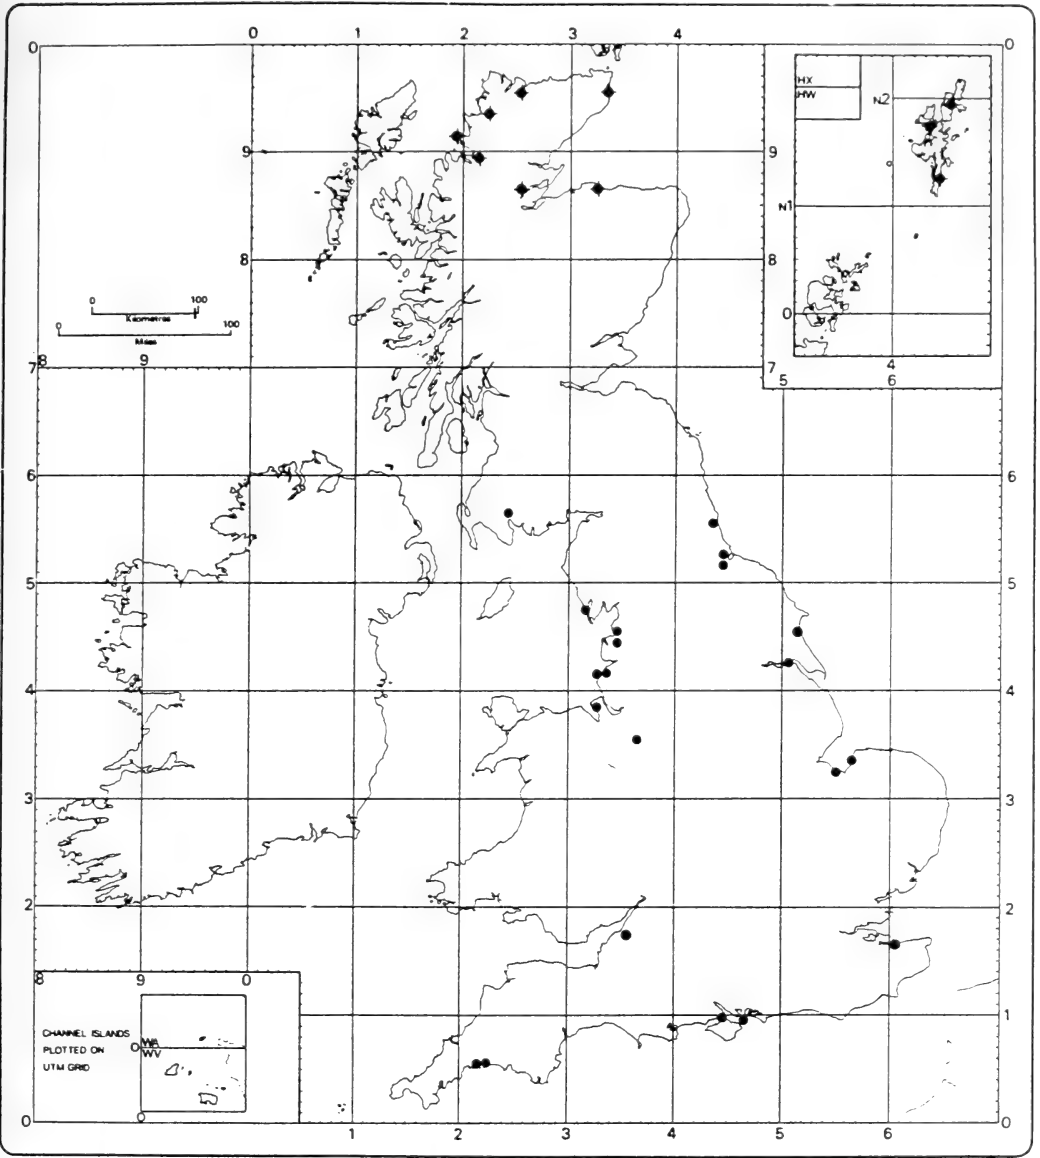 0 1 2 3 4
0 0
HX
HW
N2
9 9
N1
8 8
0 100
Kilometres
0 100
Miles
0
8 9 7 7
5 4
6
6 6
5 5
4 4
3 3
2 2
8 9 0
CHANNEL ISLANDS
PLOTTED ON
UTM GRID
0 WA
WV
1
0
0 0
1 2 3 4 5 6